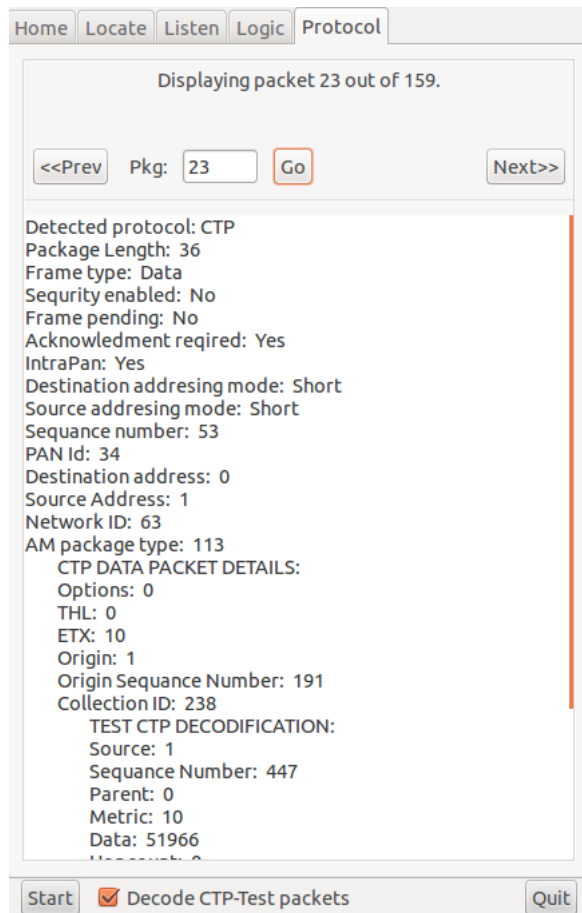 Home Locate Listen Logic Protocol
Displaying packet 23 out of 159.
<<Prev Pkg: 23 Go Next>>
Detected protocol: CTP
Package Length: 36
Frame type: Data
Sequrity enabled: No
Frame pending: No
Acknowledment reqired: Yes
IntraPan: Yes
Destination addresing mode: Short
Source addresing mode: Short
Sequance number: 53
PAN Id: 34
Destination address: 0
Source Address: 1
Network ID: 63
AM package type: 113
CTP DATA PACKET DETAILS:
Options: 0
THL: 0
ETX: 10
Origin: 1
Origin Sequence Number: 191
Collection ID: 238
TEST CTP DECODIFICATION:
Source: 1
Sequence Number: 447
Parent: 0
Metric: 10
Data: 51966
Start Decode CTP-Test packets Quit